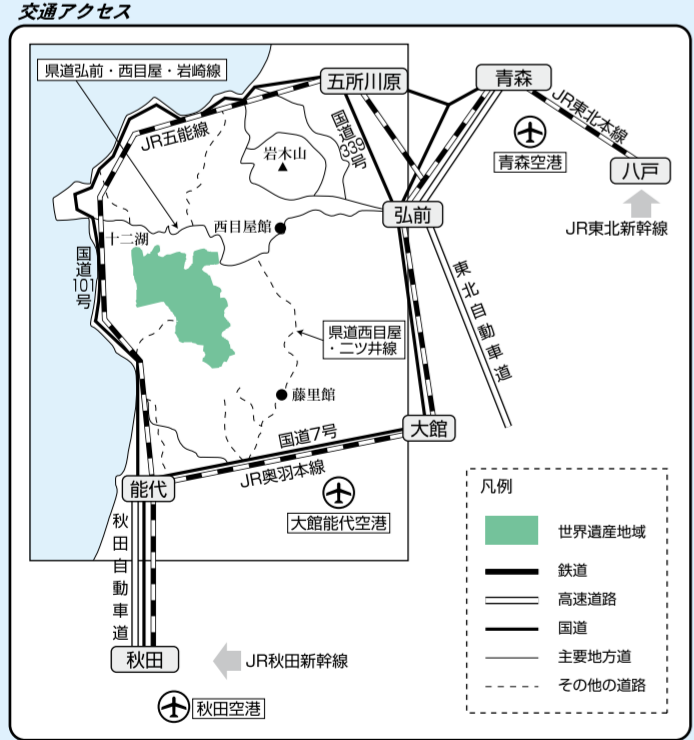 交通アクセス
県道弘前・西目屋・岩崎線
五所川原
青森
JR東北本線
JR五能線
国道339号
岩木山
青森空港
八戸
弘前
西目屋館
JR東北新幹線
十二湖
国道101号
東北自動車道
県道西目屋
・二ツ井線
藤里館
大館
国道7号
JR奥羽本線
能代
大館能代空港
秋田自動車道
秋田
JR秋田新幹線
秋田空港
凡例
世界遺産地域
鉄道
高速道路
国道
主要地方道
その他の道路